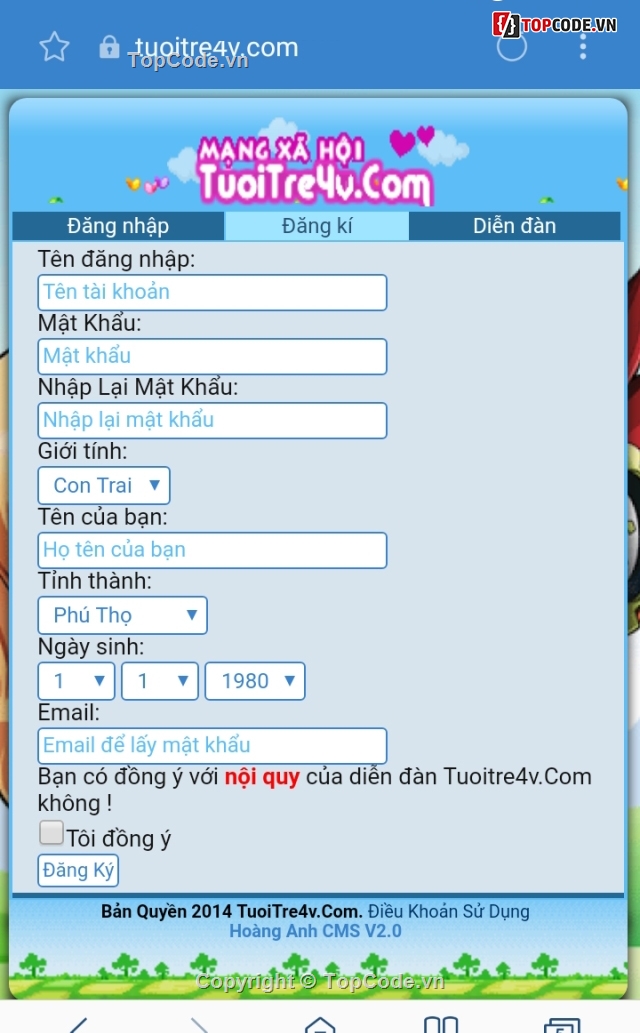 TOPCODE.VN
tuoitre4v.com
TopCode.vn
MẠNG XÃ HỘI
TuoiTre4v.Com
Đăng nhập Đăng kí Diễn đàn
Tên đăng nhập:
Tên tài khoản
Mật Khẩu:
Mật khẩu
Nhập Lại Mật Khẩu:
Nhập lại mật khẩu
Giới tính:
Con Trai
Tên của bạn:
Họ tên của bạn
Tỉnh thành:
Phú Thọ
Ngày sinh:
1 1 1980
Email:
Email để lấy mật khẩu
Bạn có đồng ý với nội quy của diễn đàn Tuoitre4v.Com
không !
Tôi đồng ý
Đăng Ký
Bản Quyền 2014 TuoiTre4v.Com. Điều Khoản Sử Dụng
Hoàng Anh CMS V2.0
Copyright © TopCode.vn